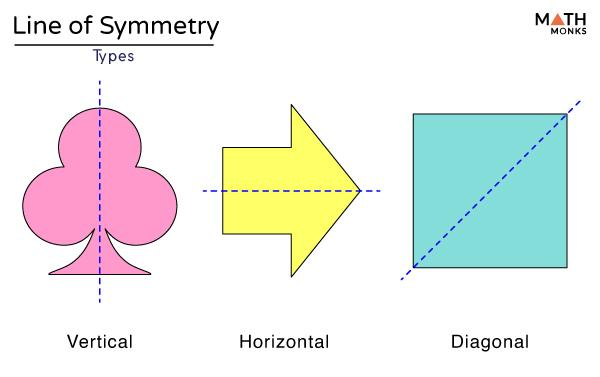 Line of Symmetry
Types
MATH
MONKS
Vertical
Horizontal
Diagonal